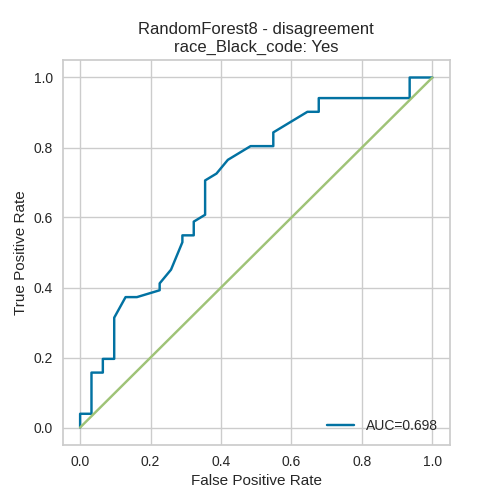 RandomForest8 - disagreement
race_Black_code: Yes
True Positive Rate
1.0
0.8
0.6
0.4
0.2
0.0
AUC=0.698
0.0 0.2 0.4 0.6 0.8 1.0
False Positive Rate